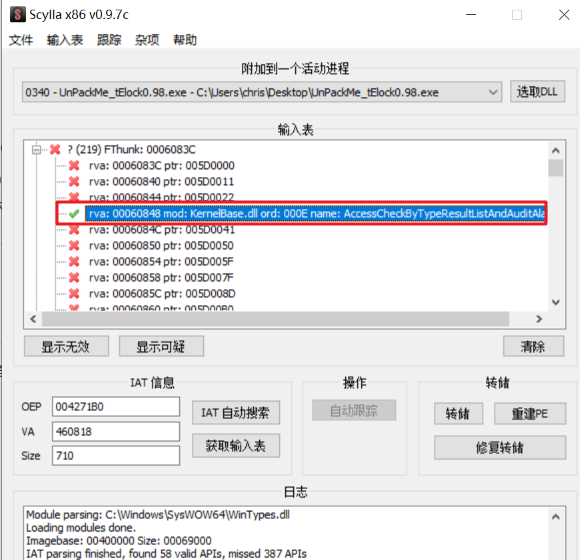 Scylla x86 v0.9.7c
文件 输入表 跟踪 杂项 帮助
附加到一个活动进程
0340 - UnPackMe_tElock0.98.exe - C:\Users\chris\Desktop\UnPackMe_tElock0.98.exe
选取DLL
输入表
? (219) FThunk: 0006083C
rva: 0006083C ptr: 005D0000
rva: 00060840 ptr: 005D0011
rva: 00060844 ptr: 005D0022
rva: 00060848 mod: KernelBase.dll ord: 000E name: AccessCheckByTypeResultListAndAuditAla
rva: 0006084C ptr: 005D0041
rva: 00060850 ptr: 005D0050
rva: 00060854 ptr: 005D005F
rva: 00060858 ptr: 005D007F
rva: 0006085C ptr: 005D008D
rva: 00060860 ptr: 005D00B0
显示无效 显示可疑 清除
IAT 信息
OEP 004271B0
VA 460818
Size 710
IAT 自动搜索
获取输入表
操作
自动跟踪
转储
转储 重建PE
修复转储
日志
Module parsing: C:\Windows\SysWOW64\WinTypes.dll
Loading modules done.
Imagebase: 00400000 Size: 00069000
IAT parsing finished, found 58 valid APIs, missed 387 APIs